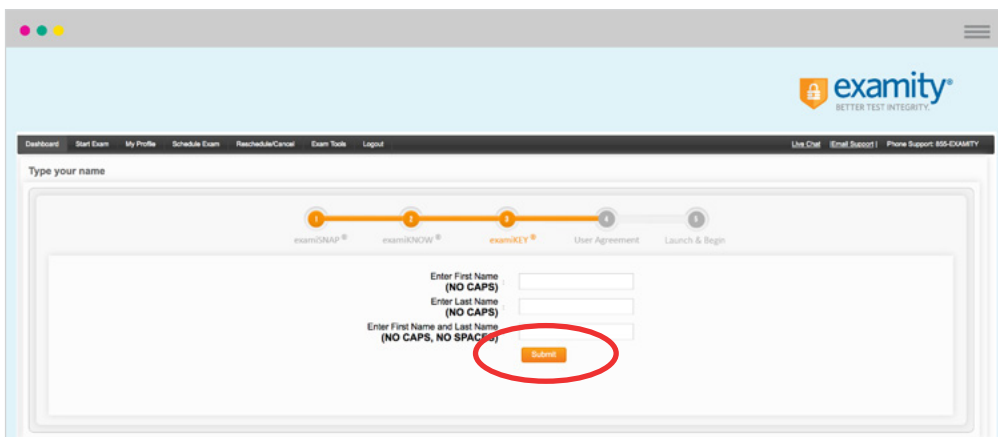 examity®
BETTER TEST INTEGRITY.
Dashboard Start Exam My Profile Schedule Exam Reschedule/Cancel Exam Tools Logout Live Chat |Email Support | Phone Support: 855-EXAMITY
Type your name
1 2 3 4 5
examiSNAP ® examiKNOW ® examiKEY ® User Agreement Launch & Begin
Enter First Name :
(NO CAPS)
Enter Last Name :
(NO CAPS)
Enter First Name and Last Name
(NO CAPS, NO SPACES)
Submit